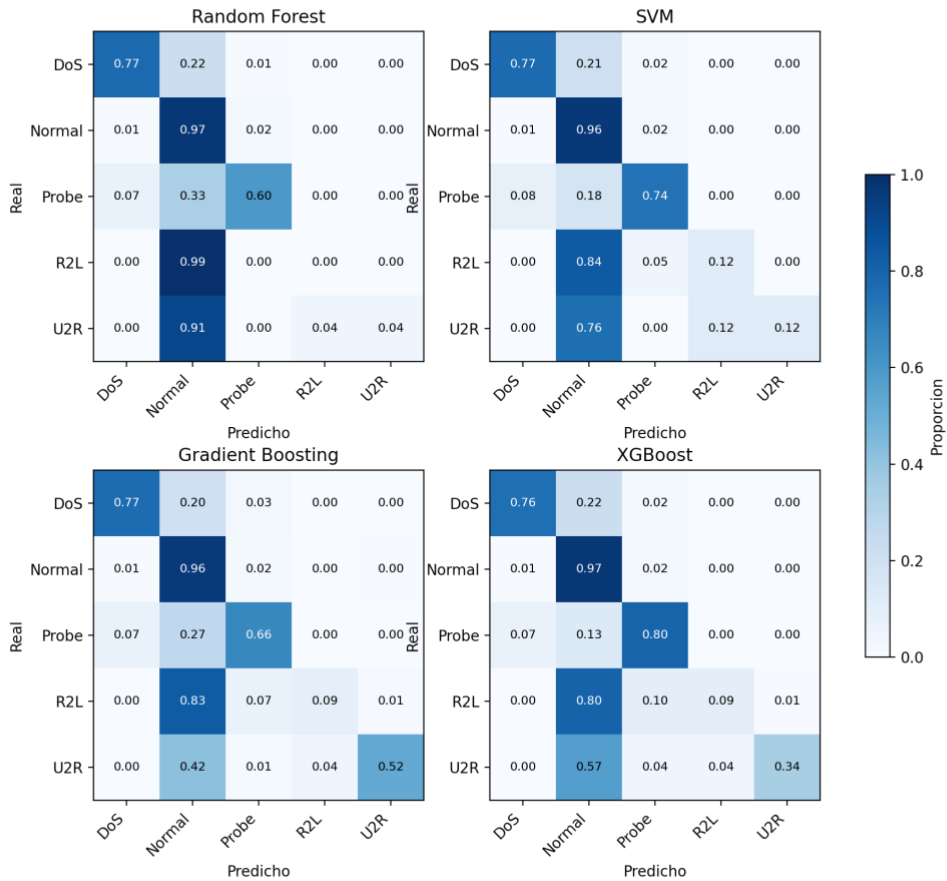 Random Forest
DoS 0.77 0.22 0.01 0.00 0.00
Normal 0.01 0.97 0.02 0.00 0.00
Probe 0.07 0.33 0.60 0.00 0.00
R2L 0.00 0.99 0.00 0.00 0.00
U2R 0.00 0.91 0.00 0.04 0.04
Real
DoS Normal Probe R2L U2R
Predicho
SVM
DoS 0.77 0.21 0.02 0.00 0.00
Normal 0.01 0.96 0.02 0.00 0.00
Probe 0.08 0.18 0.74 0.00 0.00
R2L 0.00 0.84 0.05 0.12 0.00
U2R 0.00 0.76 0.00 0.12 0.12
Real
DoS Normal Probe R2L U2R
Predicho
Gradient Boosting
DoS 0.77 0.20 0.03 0.00 0.00
Normal 0.01 0.96 0.02 0.00 0.00
Probe 0.07 0.27 0.66 0.00 0.00
R2L 0.00 0.83 0.07 0.09 0.01
U2R 0.00 0.42 0.01 0.04 0.52
Real
DoS Normal Probe R2L U2R
Predicho
XGBoost
DoS 0.76 0.22 0.02 0.00 0.00
Normal 0.01 0.97 0.02 0.00 0.00
Probe 0.07 0.13 0.80 0.00 0.00
R2L 0.00 0.80 0.10 0.09 0.01
U2R 0.00 0.57 0.04 0.04 0.34
Real
DoS Normal Probe R2L U2R
Predicho
1.0
0.8
0.6
0.4
0.2
0.0
Proporcion